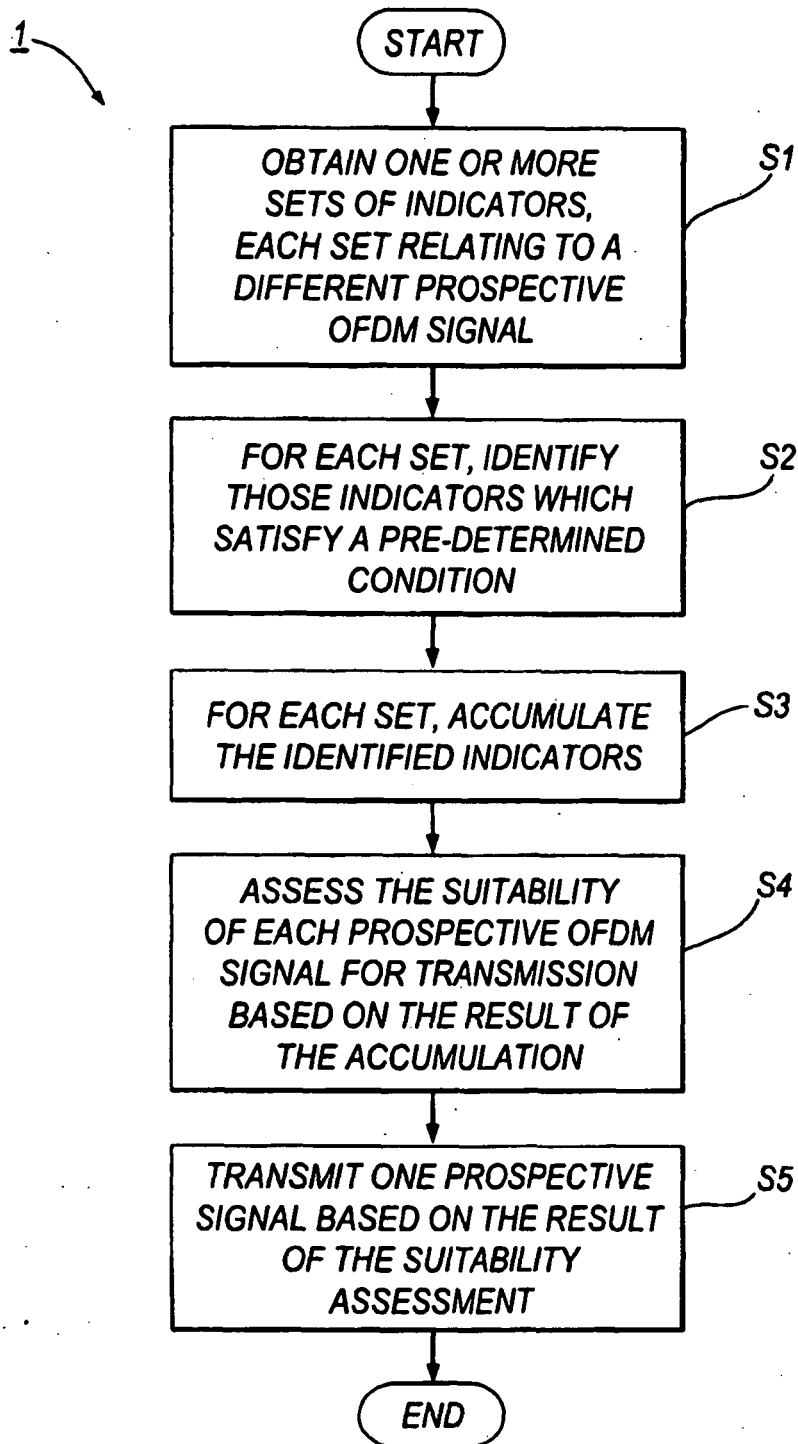 1
START
OBTAIN ONE OR MORE
SETS OF INDICATORS,
EACH SET RELATING TO A
DIFFERENT PROSPECTIVE
OFDM SIGNAL
S1
FOR EACH SET, IDENTIFY
THOSE INDICATORS WHICH
SATISFY A PRE-DETERMINED
CONDITION
S2
FOR EACH SET, ACCUMULATE
THE IDENTIFIED INDICATORS
S3
ASSESS THE SUITABILITY
OF EACH PROSPECTIVE OFDM
SIGNAL FOR TRANSMISSION
BASED ON THE RESULT OF
THE ACCUMULATION
S4
TRANSMIT ONE PROSPECTIVE
SIGNAL BASED ON THE RESULT
OF THE SUITABILITY
ASSESSMENT
S5
END